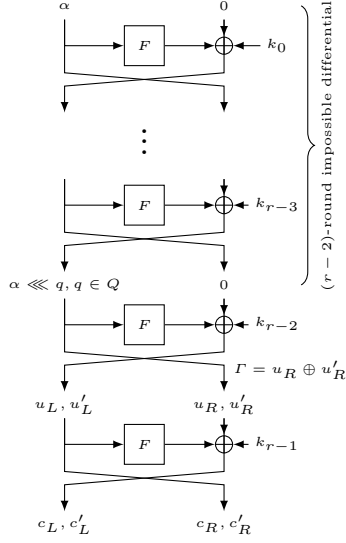 α 0
F k₀
(r − 2)-round impossible differential
F k_{r−3}
α ⋘ q, q ∈ Q 0
F k_{r−2}
Γ = u_R ⊕ u′_R
u_L, u′_L u_R, u′_R
F k_{r−1}
c_L, c′_L c_R, c′_R